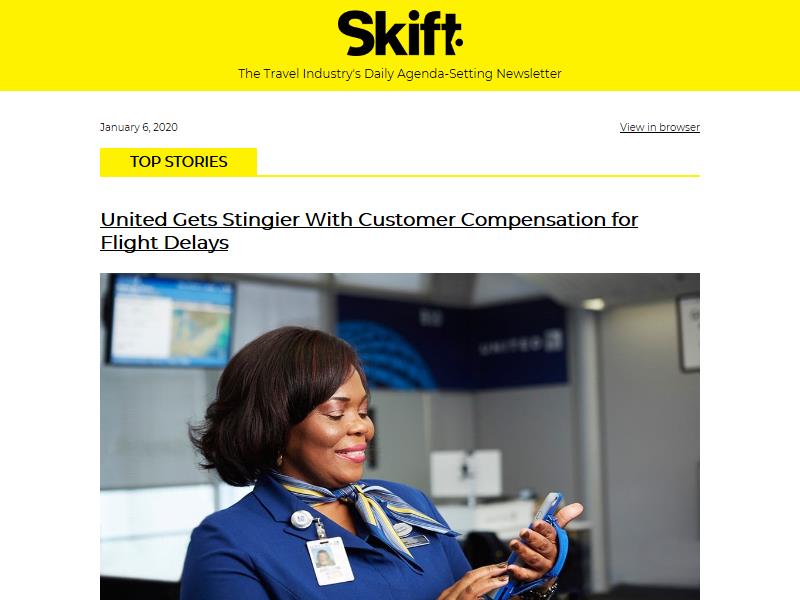 Skift
The Travel Industry's Daily Agenda-Setting Newsletter
January 6, 2020
View in browser
TOP STORIES
United Gets Stingier With Customer Compensation for
Flight Delays
UNITED